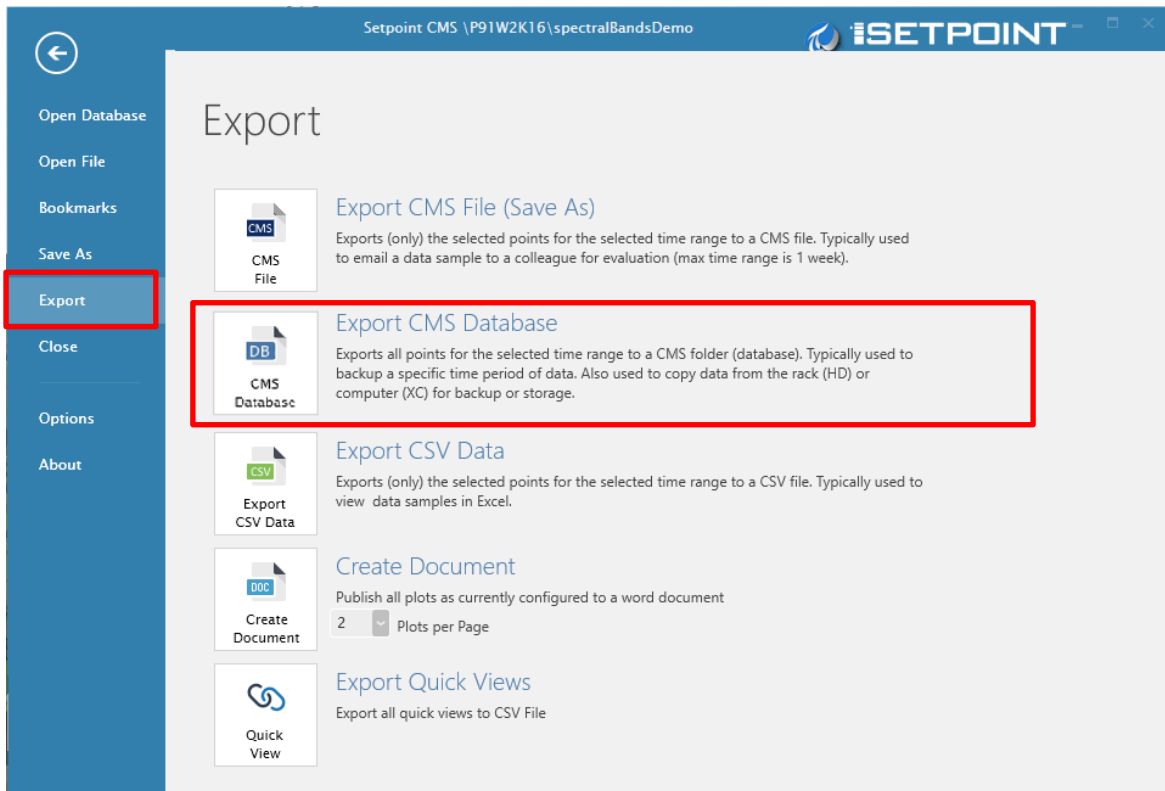 Setpoint CMS \P91W2K16\spectralBandsDemo
SETPOINT
Open Database
Open File
Bookmarks
Save As
Export
Close
Options
About
Export
CMS
CMS
File
Export CMS File (Save As)
Exports (only) the selected points for the selected time range to a CMS file. Typically used
to email a data sample to a colleague for evaluation (max time range is 1 week).
DB
CMS
Database
Export CMS Database
Exports all points for the selected time range to a CMS folder (database). Typically used to
backup a specific time period of data. Also used to copy data from the rack (HD) or
computer (XC) for backup or storage.
CSV
Export
CSV Data
Export CSV Data
Exports (only) the selected points for the selected time range to a CSV file. Typically used to
view data samples in Excel.
DOC
Create
Document
Create Document
Publish all plots as currently configured to a word document
2 Plots per Page
Quick
View
Export Quick Views
Export all quick views to CSV File